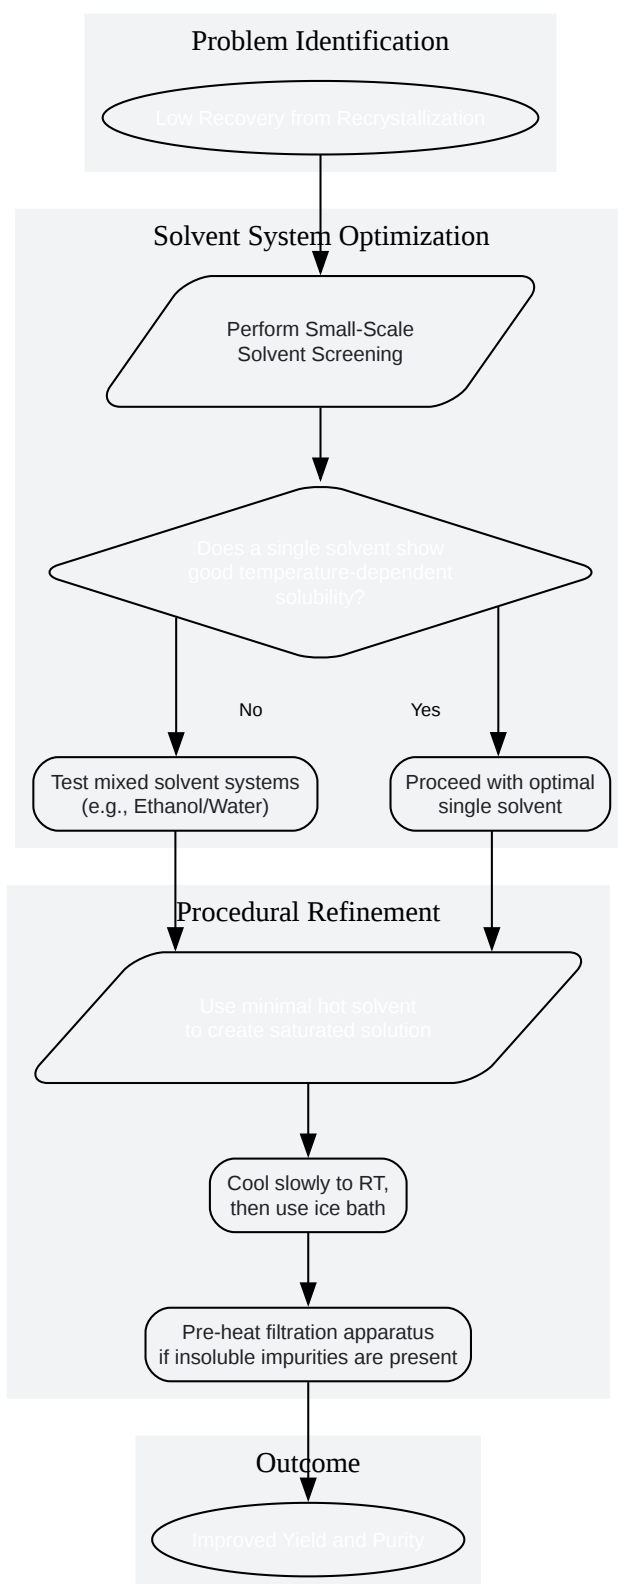 Problem Identification
Low Recovery from Recrystallization
Solvent System Optimization
Perform Small-Scale
Solvent Screening
Does a single solvent show
good temperature-dependent
solubility?
No
Yes
Test mixed solvent systems
(e.g., Ethanol/Water)
Proceed with optimal
single solvent
Procedural Refinement
Use minimal hot solvent
to create saturated solution
Cool slowly to RT,
then use ice bath
Pre-heat filtration apparatus
if insoluble impurities are present
Outcome
Improved Yield and Purity